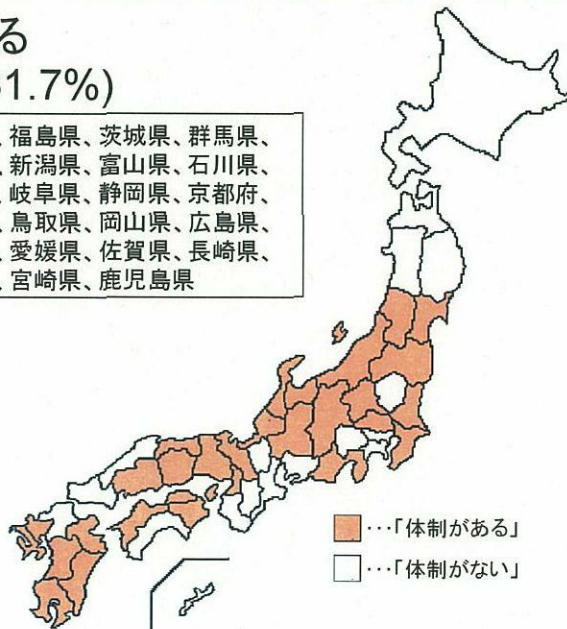 る
1.7%)
、福島県、茨城県、群馬県、
、新潟県、富山県、石川県、
、岐阜県、静岡県、京都府、
、鳥取県、岡山県、広島県、
、愛媛県、佐賀県、長崎県、
、宮崎県、鹿児島県
…「体制がある」
…「体制がない」